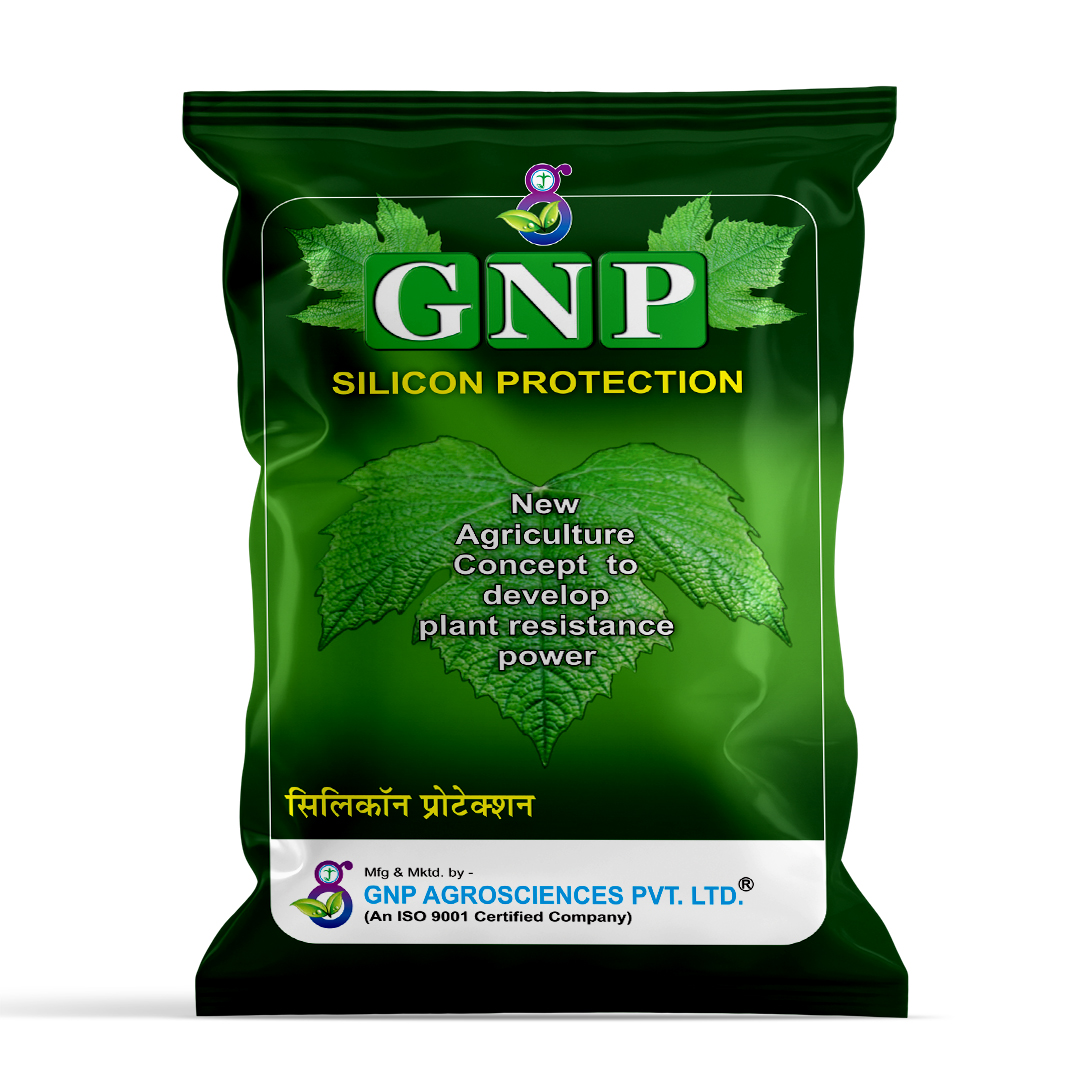 GNP
SILICON PROTECTION
New
Agriculture
Concept to
develop
plant resistance
power
सिलिकॉन प्रोटेक्शन
Mfg & Mktd. by -
GNP AGROSCIENCES PVT. LTD.®
(An ISO 9001 Certified Company)